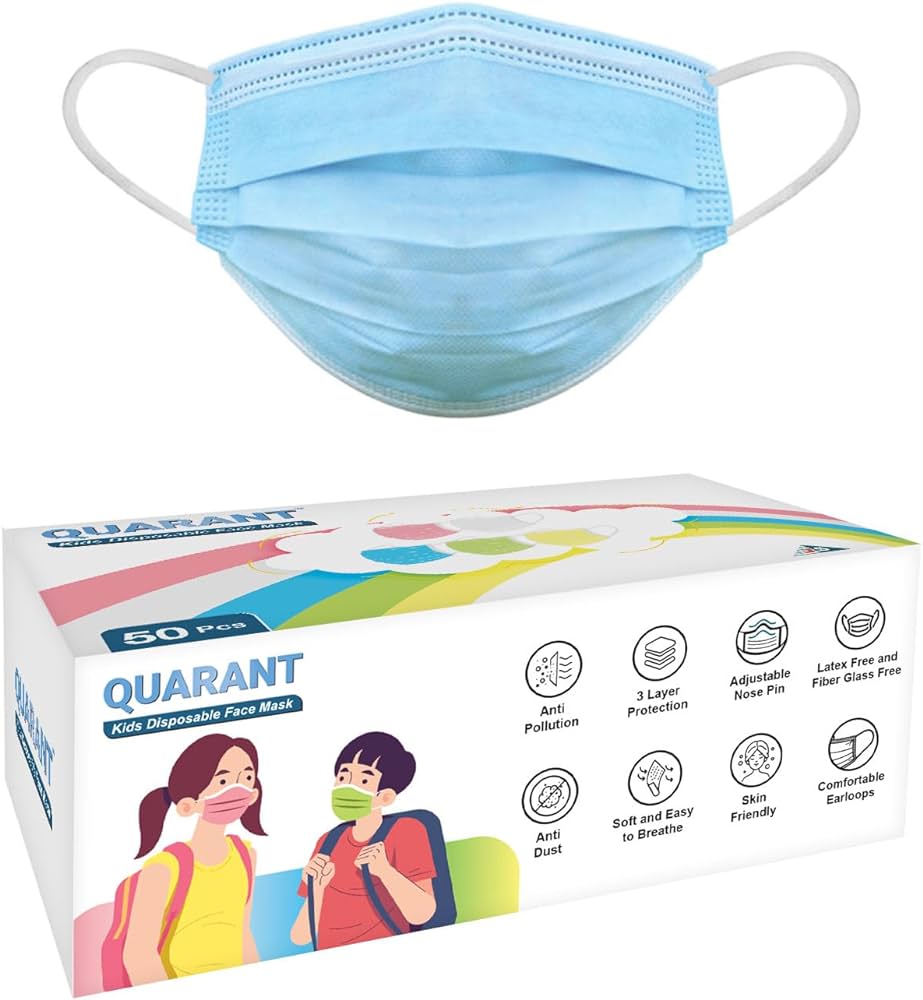 QUARANT
Kids Disposable Face Mask
50 Pcs
QUARANT
Kids Disposable Face Mask
QUARANT
Anti
Pollution
3 Layer
Protection
Adjustable
Nose Pin
Latex Free and
Fiber Glass Free
Anti
Dust
Soft and Easy
to Breathe
Skin
Friendly
Comfortable
Earloops